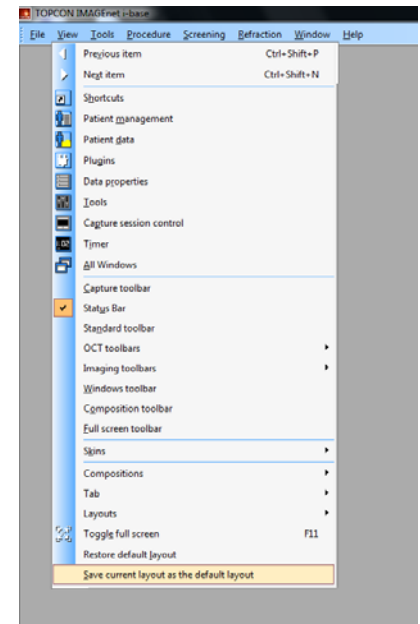 TOPCON IMAGEnet i-base
File View Tools Procedure Screening Refraction Window Help
Previous item Ctrl+Shift+P
Next item Ctrl+Shift+N
Shortcuts
Patient management
Patient data
Plugins
Data properties
Tools
Capture session control
Timer
All Windows
Capture toolbar
Status Bar
Standard toolbar
OCT toolbars
Imaging toolbars
Windows toolbar
Composition toolbar
Full screen toolbar
Skins
Compositions
Tab
Layouts
Toggle full screen F11
Restore default layout
Save current layout as the default layout